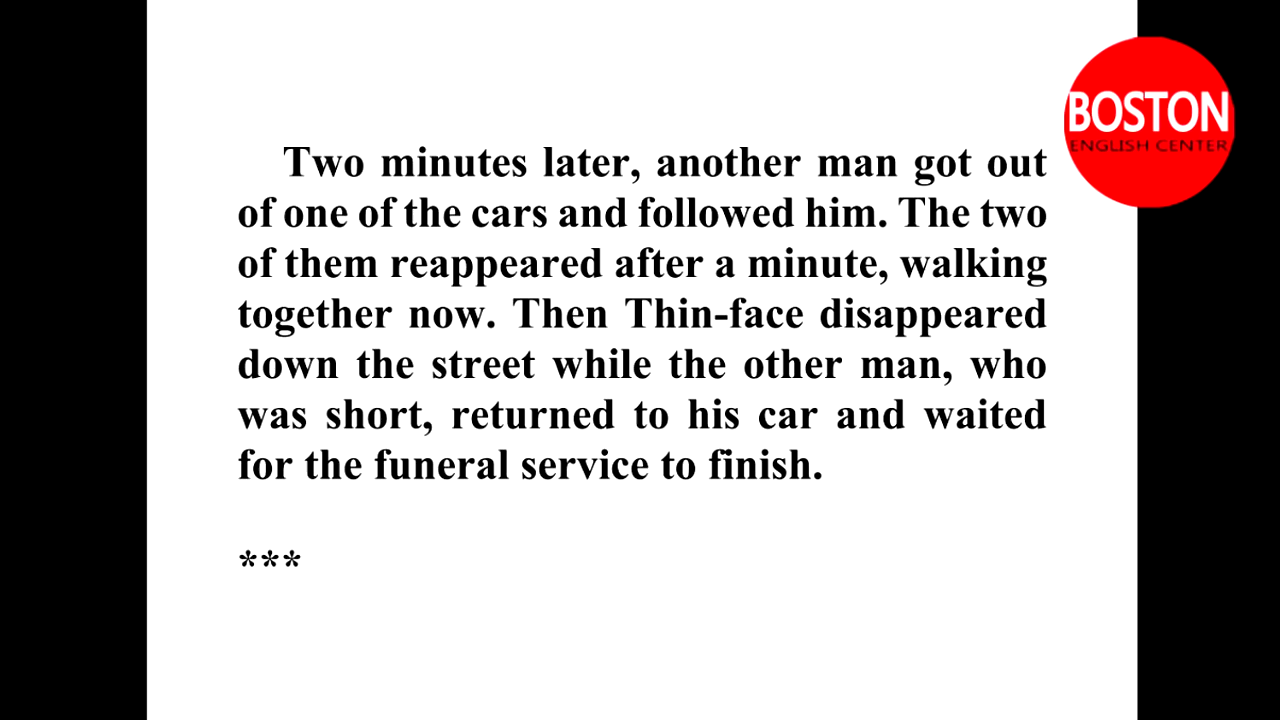 BOSTON
ENGLISH CENTER
Two minutes later, another man got out
of one of the cars and followed him. The two
of them reappeared after a minute, walking
together now. Then Thin-face disappeared
down the street while the other man, who
was short, returned to his car and waited
for the funeral service to finish.
***